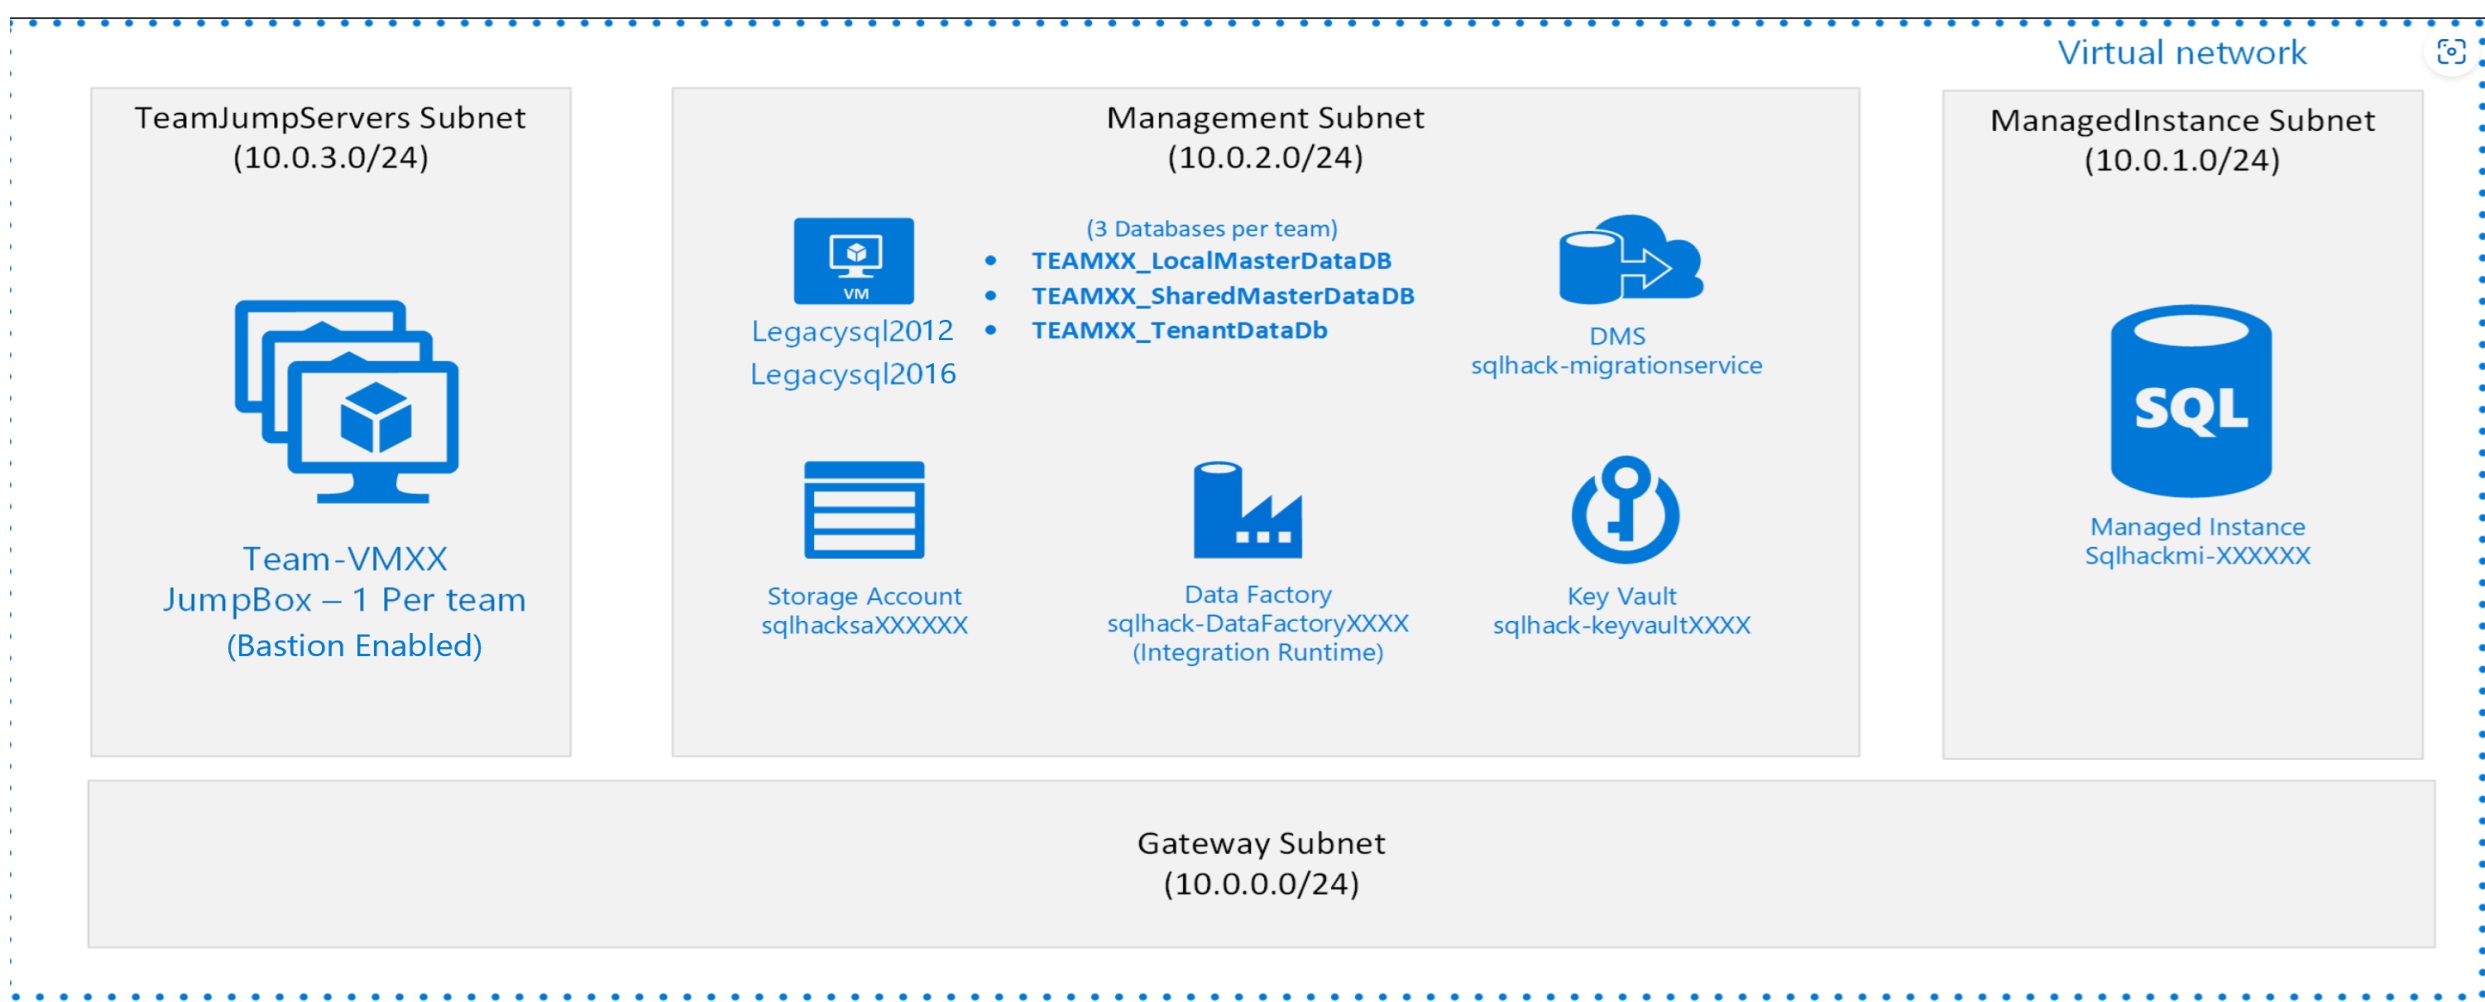 Virtual network
TeamJumpServers Subnet
(10.0.3.0/24)
Team-VMXX
JumpBox – 1 Per team
(Bastion Enabled)
Management Subnet
(10.0.2.0/24)
VM
Legacysql2012
Legacysql2016
(3 Databases per team)
• TEAMXX_LocalMasterDataDB
• TEAMXX_SharedMasterDataDB
• TEAMXX_TenantDataDb
DMS
sqlhack-migrationservice
Storage Account
sqlhacksaXXXXXX
Data Factory
sqlhack-DataFactoryXXXX
(Integration Runtime)
Key Vault
sqlhack-keyvaultXXXX
ManagedInstance Subnet
(10.0.1.0/24)
SQL
Managed Instance
Sqlhackmi-XXXXXX
Gateway Subnet
(10.0.0.0/24)